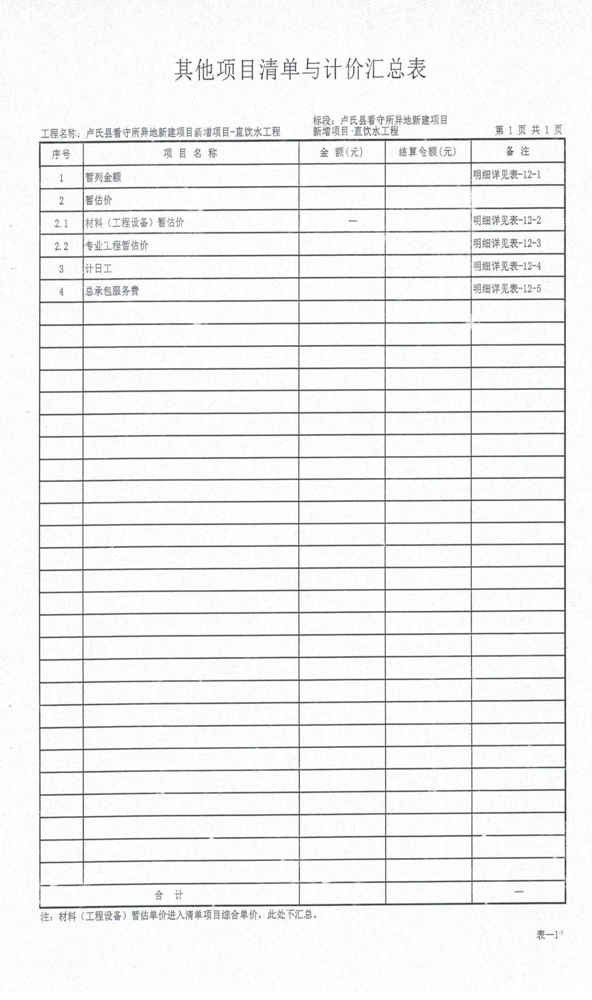 其他项目清单与计价汇总表
标段：卢氏县看守所异地新建项目
工程名称：卢氏县看守所异地新建项目新增项目-直饮水工程 新增项目-直饮水工程 第 1 页 共 1 页
序号 项 目 名 称 金 额(元) 结算金额(元) 备 注
1 暂列金额 明细详见表-12-1
2 暂估价
2.1 材料（工程设备）暂估价 — 明细详见表-12-2
2.2 专业工程暂估价 明细详见表-12-3
3 计日工 明细详见表-12-4
4 总承包服务费 明细详见表-12-5
合 计 —
注：材料（工程设备）暂估单价进入清单项目综合单价，此处不汇总。
表—12